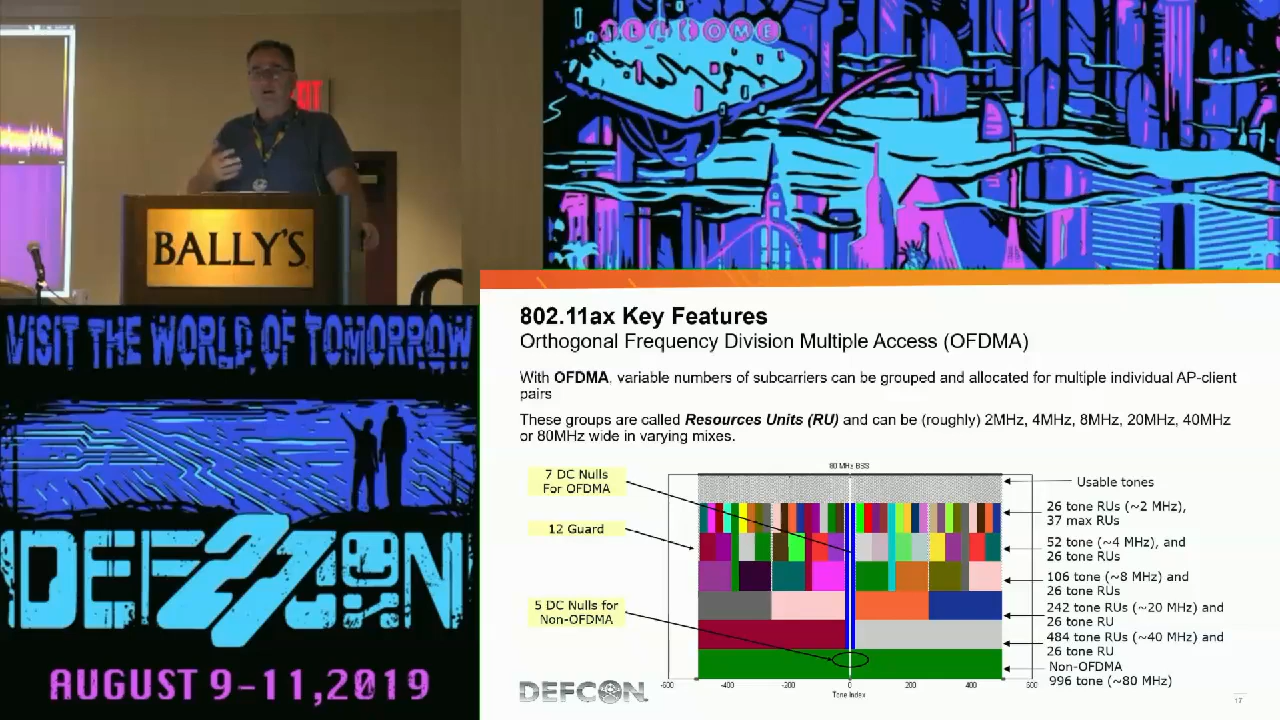 WELCOME
EXIT
BALLY'S
VISIT THE WORLD OF TOMORROW
DEFCON
27
AUGUST 9-11,2019
802.11ax Key Features
Orthogonal Frequency Division Multiple Access (OFDMA)
With OFDMA, variable numbers of subcarriers can be grouped and allocated for multiple individual AP-client
pairs
These groups are called Resources Units (RU) and can be (roughly) 2MHz, 4MHz, 8MHz, 20MHz, 40MHz
or 80MHz wide in varying mixes.
80 MHz BSS
7 DC Nulls
For OFDMA
12 Guard
5 DC Nulls for
Non-OFDMA
Usable tones
26 tone RUs (~2 MHz),
37 max RUs
52 tone (~4 MHz), and
26 tone RUs
106 tone (~8 MHz) and
26 tone RUs
242 tone RUs (~20 MHz) and
26 tone RU
484 tone RUs (~40 MHz) and
26 tone RU
Non-OFDMA
996 tone (~80 MHz)
-600 -400 -200 0 200 400 600
Tone Index
DEFCON
17